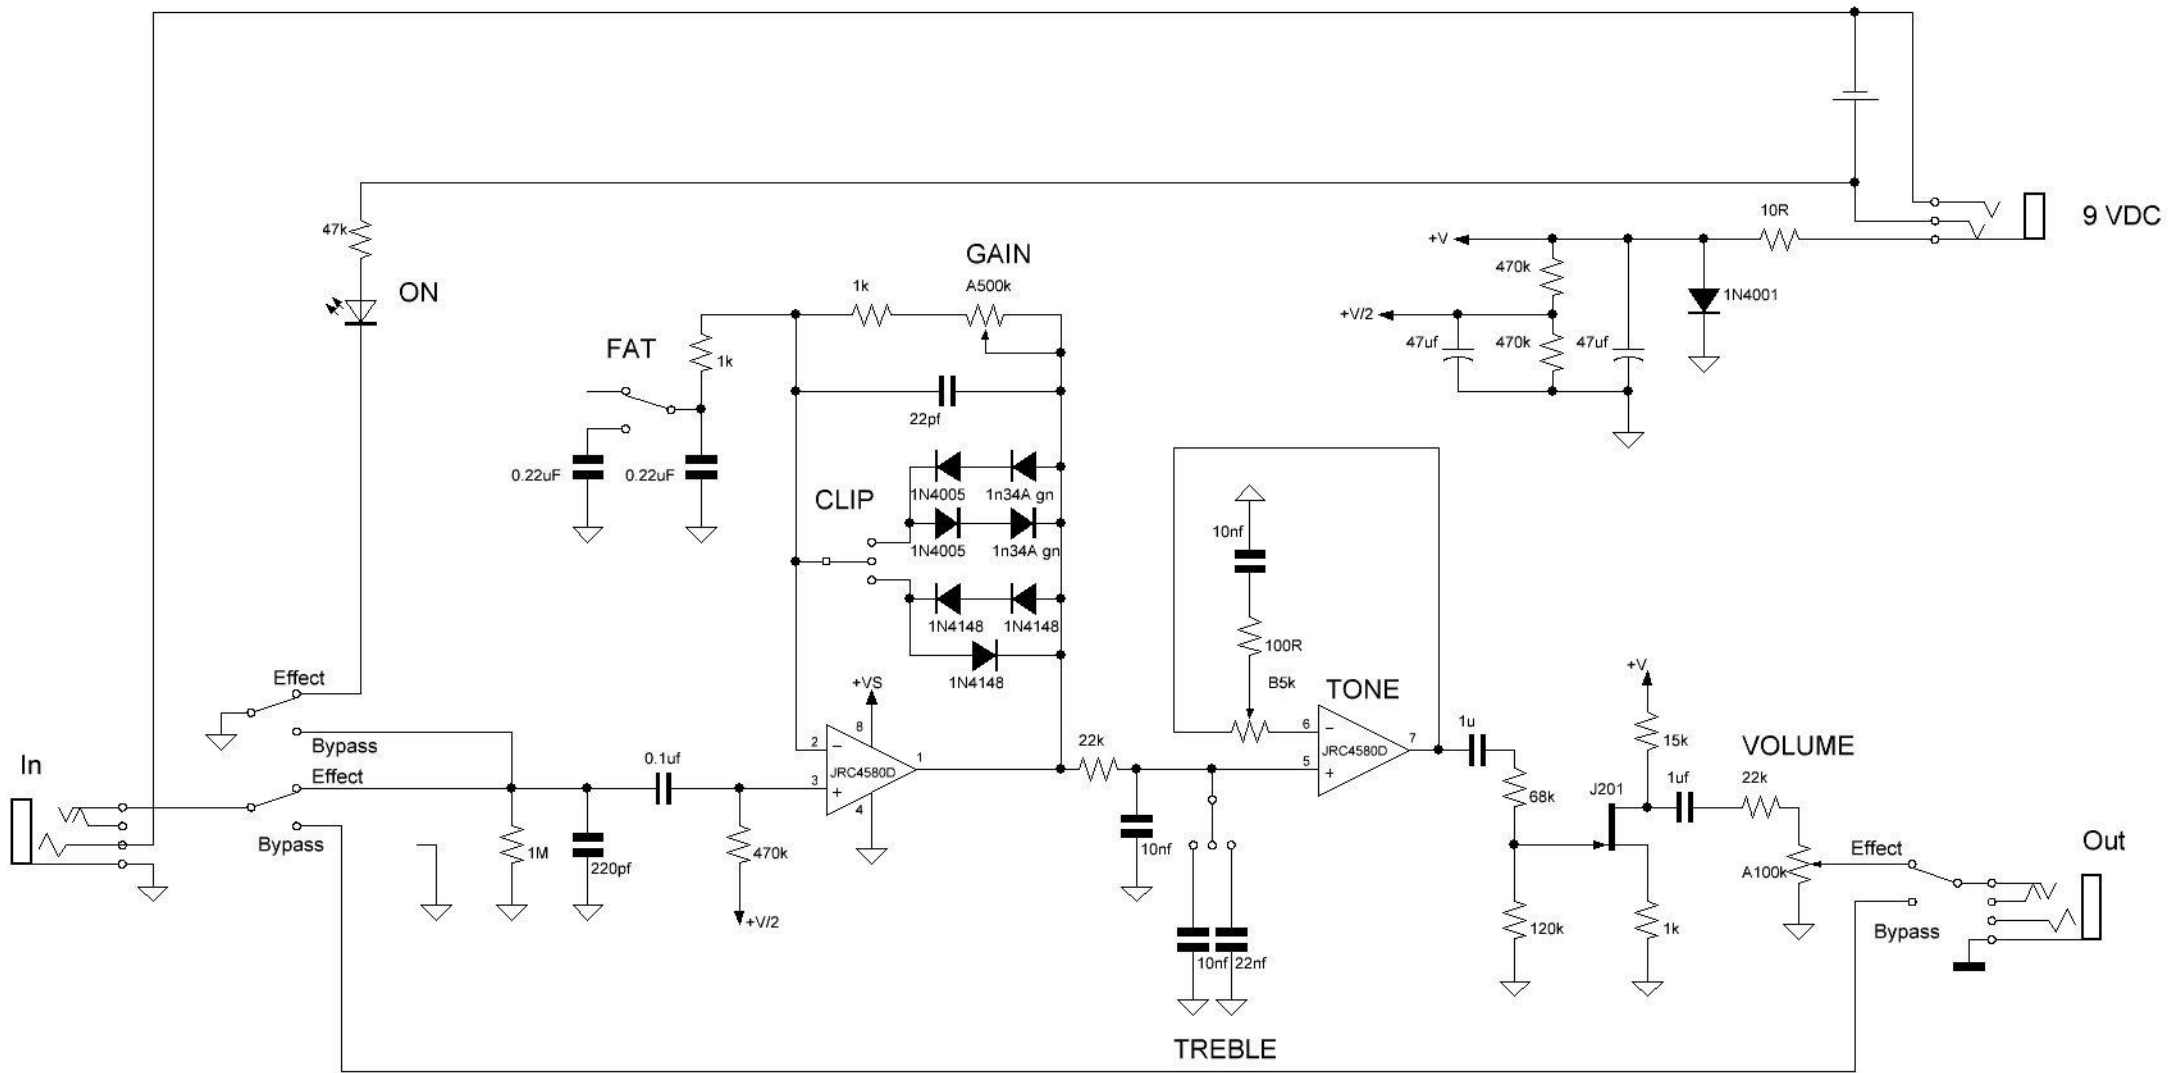 9 VDC
10R
+V
470k
1N4001
+V/2
47uf
470k
47uf
47k
ON
GAIN
1k
A500k
FAT
1k
22pf
0.22uF
0.22uF
CLIP
1N4005
1n34A gn
1N4005
1n34A gn
1N4148
1N4148
1N4148
10nf
100R
B5k
TONE
+VS
8
2
−
JRC4580D
1
3
+
4
6
−
JRC4580D
7
5
+
Effect
Bypass
Effect
Bypass
In
0.1uf
1M
220pf
470k
+V/2
22k
10nf
10nf
22nf
TREBLE
1u
68k
120k
+V
15k
J201
1k
1uf
VOLUME
22k
A100k
Effect
Bypass
Out